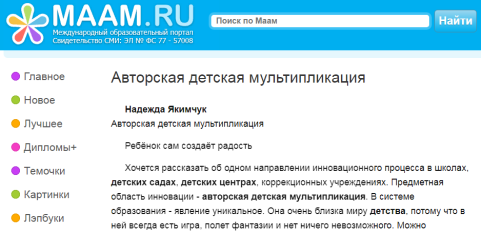 MAAM.RU
Международный образовательный портал
Свидетельство СМИ: ЭЛ № ФС 77 - 57008
Поиск по Маам
Найти
Главное
Новое
Лучшее
Дипломы+
Темочки
Картинки
Лэпбуки
Авторская детская мультипликация
Надежда Якимчук
Авторская детская мультипликация
Ребёнок сам создаёт радость
Хочется рассказать об одном направлении инновационного процесса в школах,
детских садах, детских центрах, коррекционных учреждениях. Предметная
область инновации - авторская детская мультипликация. В системе
образования - явление уникальное. Она очень близка миру детства, потому что в
ней всегда есть игра, полет фантазии и нет ничего невозможного. Можно